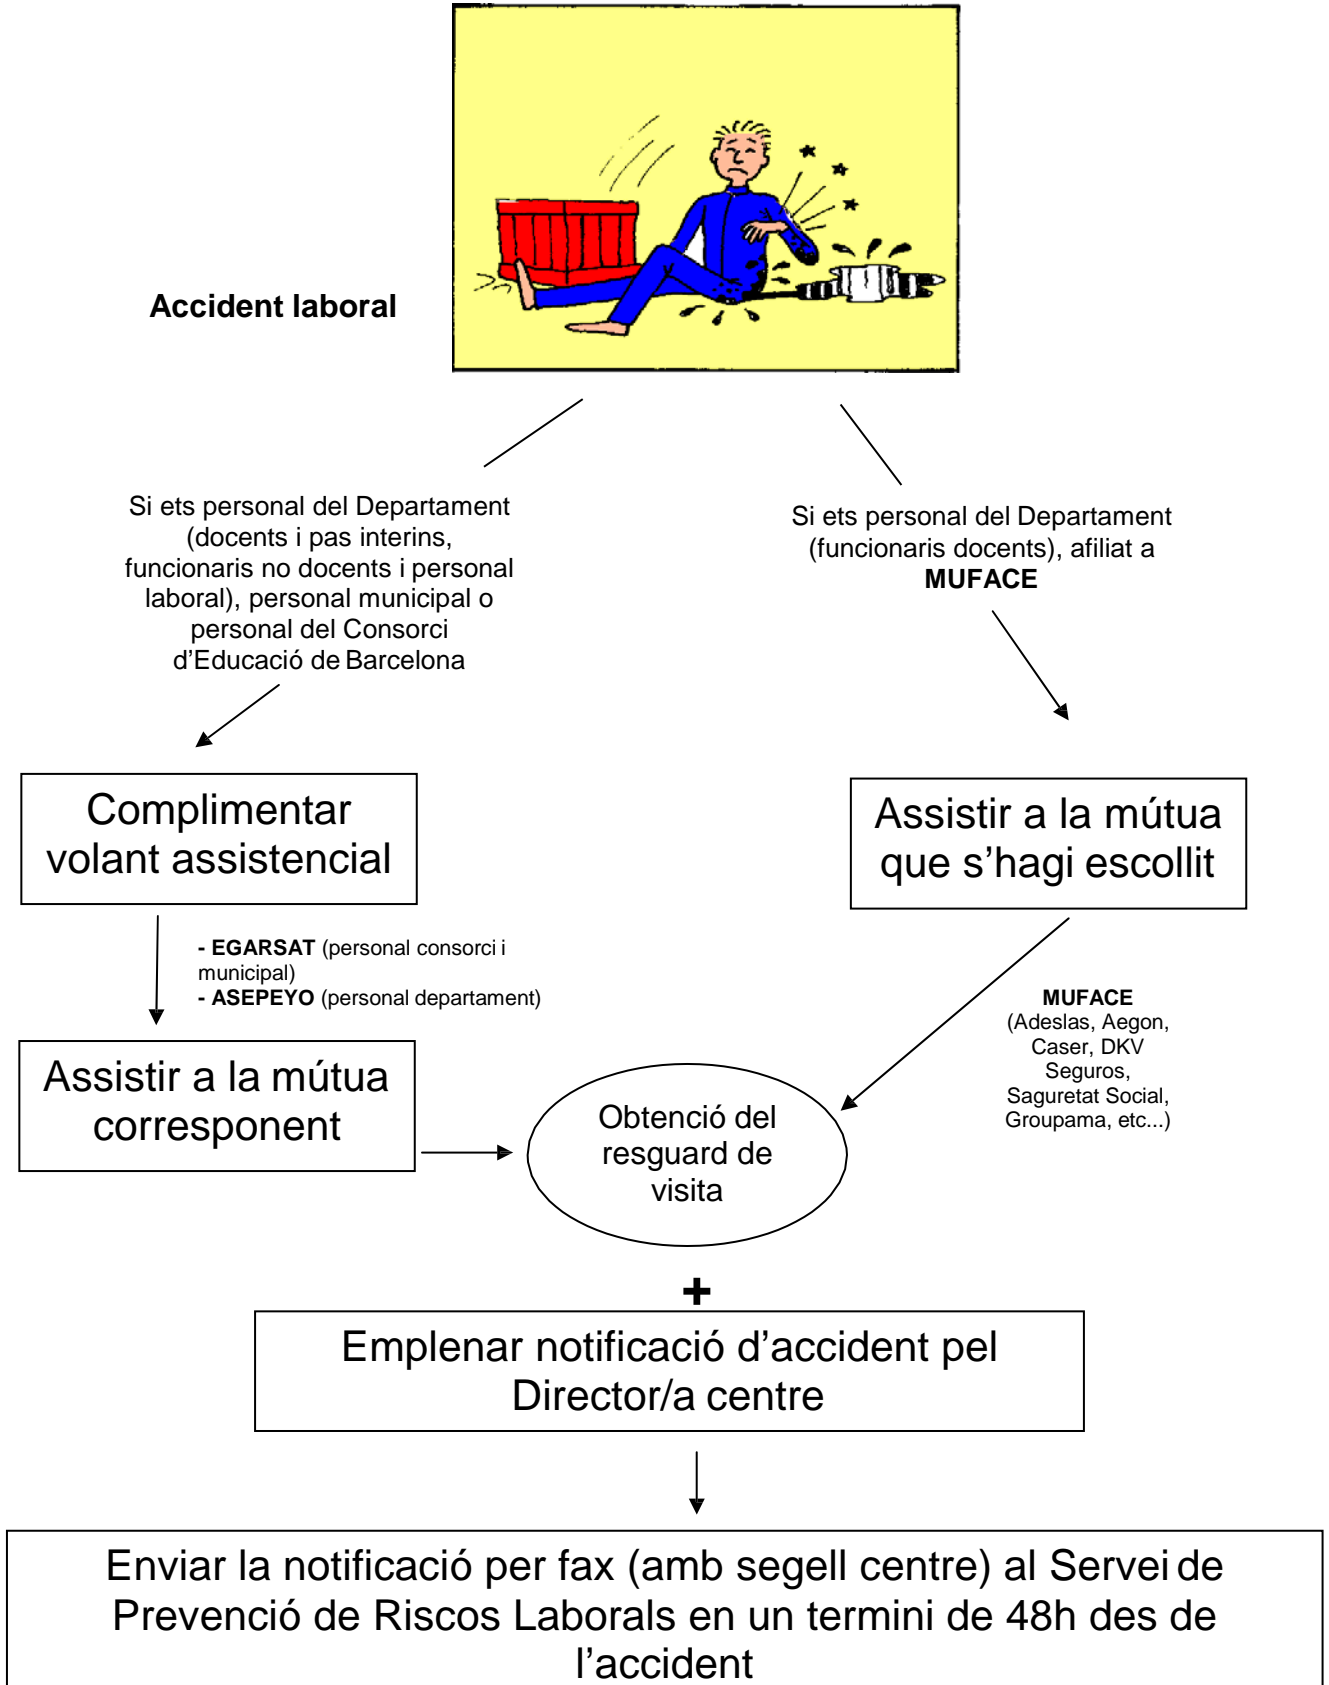 Accident laboral
Si ets personal del Departament
(docents i pas interins,
funcionaris no docents i personal
laboral), personal municipal o
personal del Consorci
d’Educació de Barcelona
Si ets personal del Departament
(funcionaris docents), afiliat a
MUFACE
Complimentar
volant assistencial
Assistir a la mútua
que s’hagi escollit
- EGARSAT (personal consorci i
municipal)
- ASEPEYO (personal departament)
MUFACE
(Adeslas, Aegon,
Caser, DKV
Seguros,
Saguretat Social,
Groupama, etc...)
Assistir a la mútua
corresponent
Obtenció del
resguard de
visita
+
Emplenar notificació d’accident pel
Director/a centre
Enviar la notificació per fax (amb segell centre) al Servei de
Prevenció de Riscos Laborals en un termini de 48h des de
l’accident